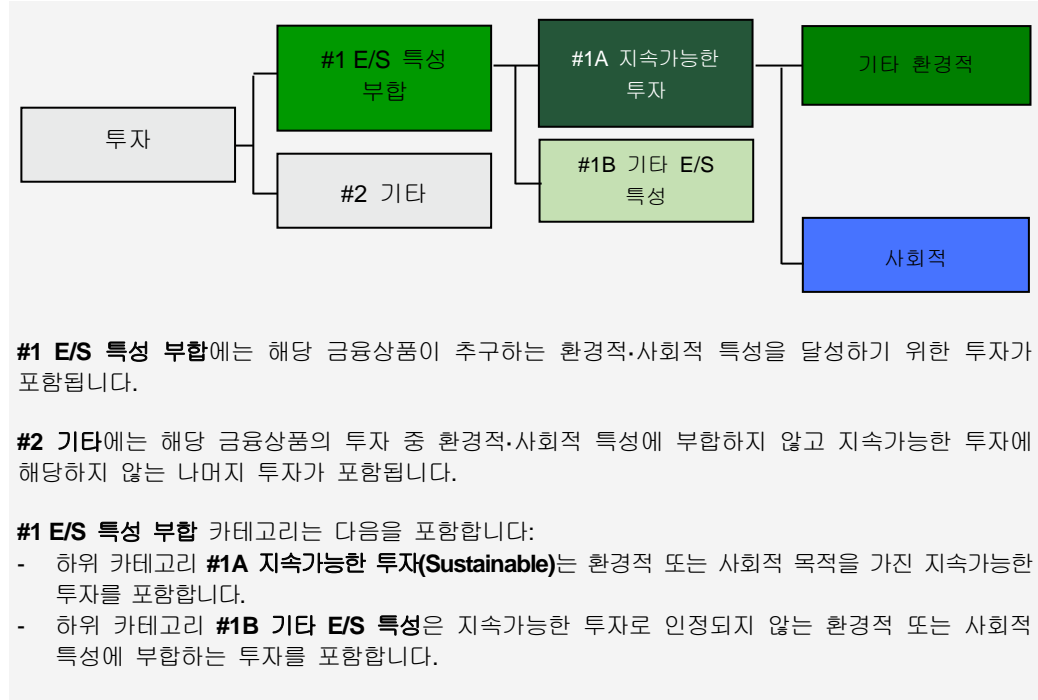 #1 E/S 특성
부합
#1A 지속가능한
투자
기타 환경적
투자
#2 기타
#1B 기타 E/S
특성
사회적
#1 E/S 특성 부합에는 해당 금융상품이 추구하는 환경적·사회적 특성을 달성하기 위한 투자가
포함됩니다.
#2 기타에는 해당 금융상품의 투자 중 환경적·사회적 특성에 부합하지 않고 지속가능한 투자에
해당하지 않는 나머지 투자가 포함됩니다.
#1 E/S 특성 부합 카테고리는 다음을 포함합니다:
- 하위 카테고리 #1A 지속가능한 투자(Sustainable)는 환경적 또는 사회적 목적을 가진 지속가능한
투자를 포함합니다.
- 하위 카테고리 #1B 기타 E/S 특성은 지속가능한 투자로 인정되지 않는 환경적 또는 사회적
특성에 부합하는 투자를 포함합니다.